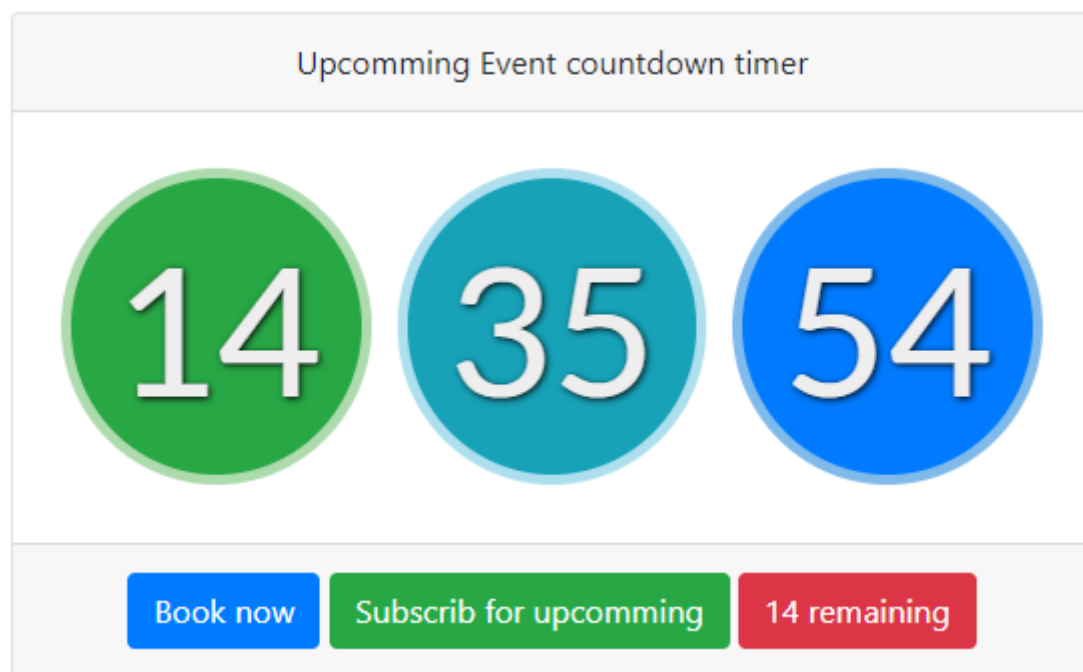 Upcomming Event countdown timer
14 35 54
Book now Subscrib for upcomming 14 remaining